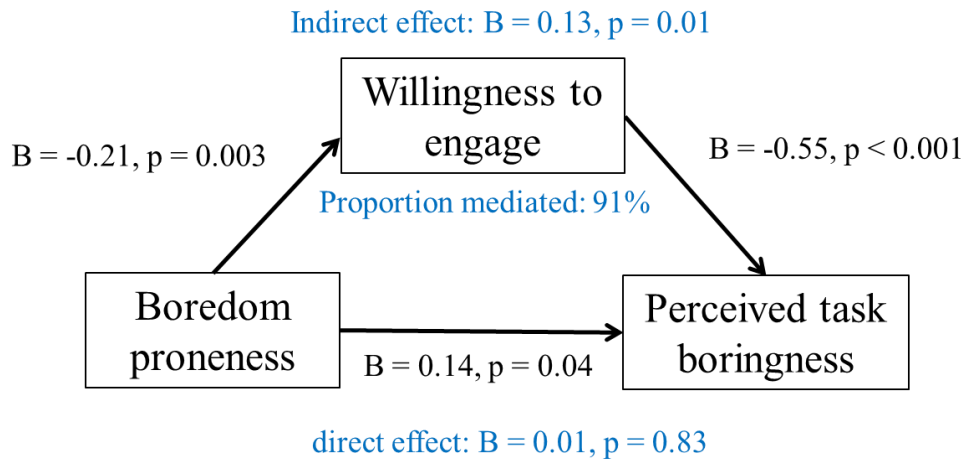 Indirect effect: B = 0.13, p = 0.01
Willingness to
engage
B = -0.21, p = 0.003
B = -0.55, p < 0.001
Proportion mediated: 91%
Boredom
proneness
Perceived task
boringness
B = 0.14, p = 0.04
direct effect: B = 0.01, p = 0.83